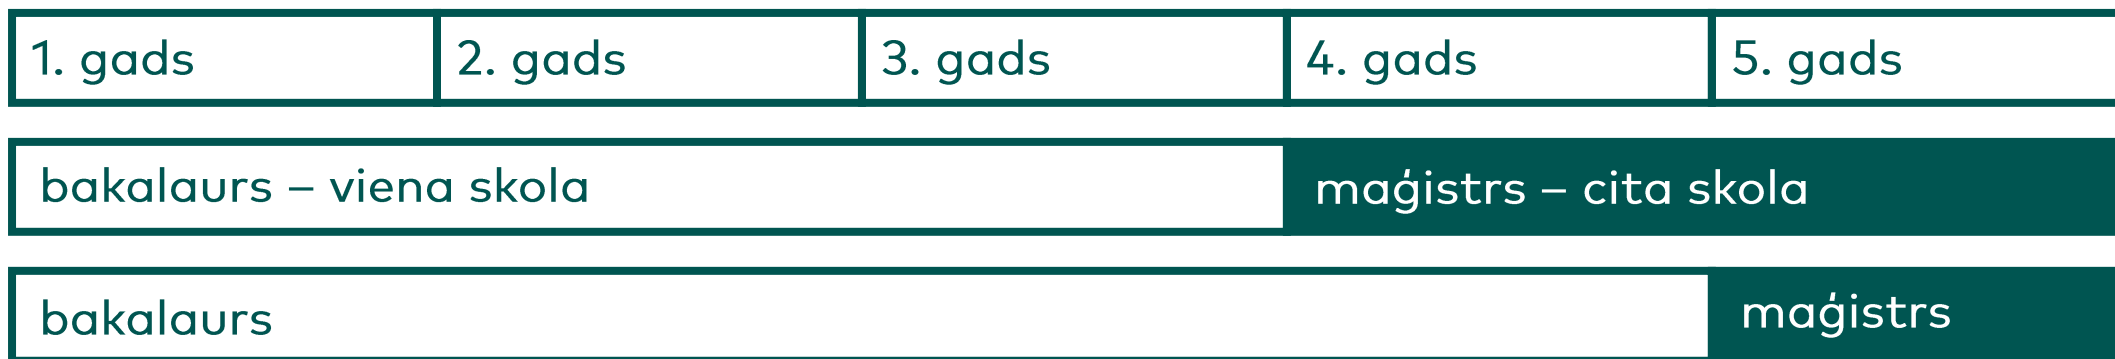 1. gads 2. gads 3. gads 4. gads 5. gads
bakalaurs – viena skola maģistrs – cita skola
bakalaurs maģistrs